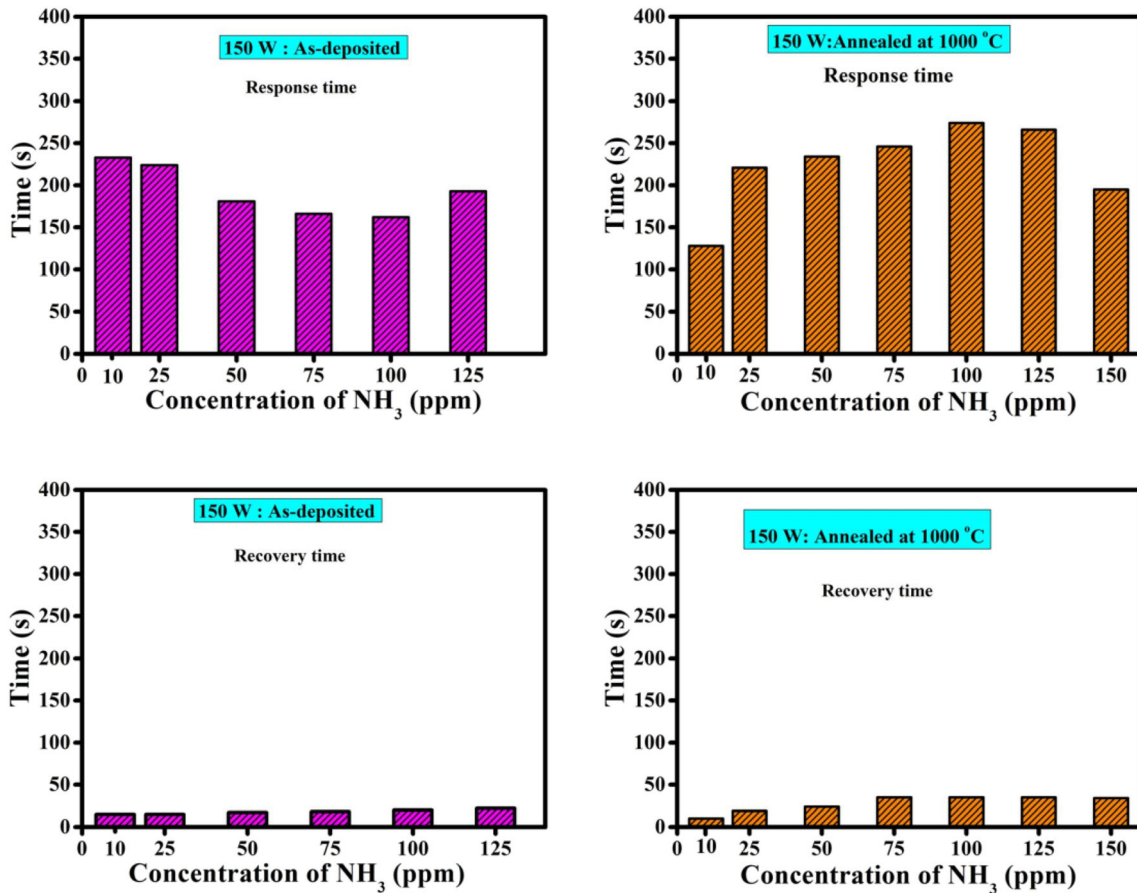 400
350
300
250
200
150
100
50
0
Time (s)
150 W : As-deposited
Response time
0 10 25 50 75 100 125
Concentration of NH₃ (ppm)
400
350
300
250
200
150
100
50
0
Time (s)
150 W:Annealed at 1000 °C
Response time
0 10 25 50 75 100 125 150
Concentration of NH₃ (ppm)
400
350
300
250
200
150
100
50
0
Time (s)
150 W : As-deposited
Recovery time
0 10 25 50 75 100 125
Concentration of NH₃ (ppm)
400
350
300
250
200
150
100
50
0
Time (s)
150 W: Annealed at 1000 °C
Recovery time
0 10 25 50 75 100 125 150
Concentration of NH₃ (ppm)